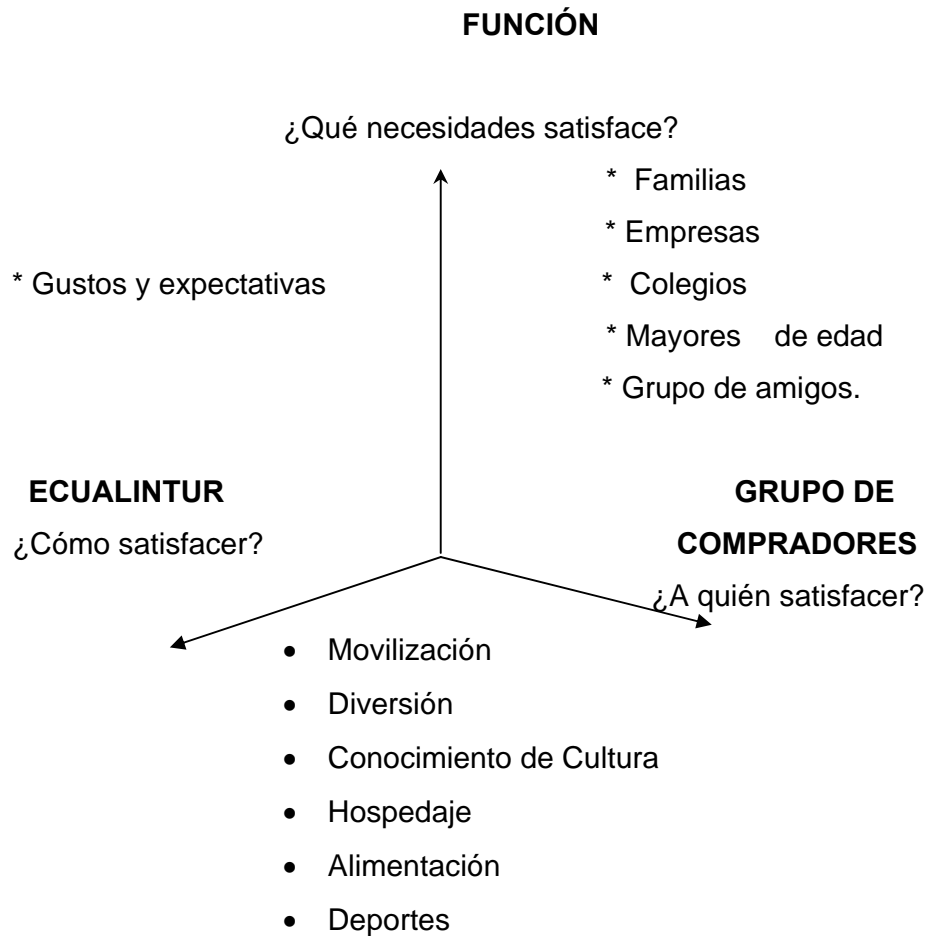 FUNCIÓN
¿Qué necesidades satisface?
* Familias
* Empresas
* Gustos y expectativas
* Colegios
* Mayores de edad
* Grupo de amigos.
ECUALINTUR
¿Cómo satisfacer?
GRUPO DE
COMPRADORES
¿A quién satisfacer?
• Movilización
• Diversión
• Conocimiento de Cultura
• Hospedaje
• Alimentación
• Deportes